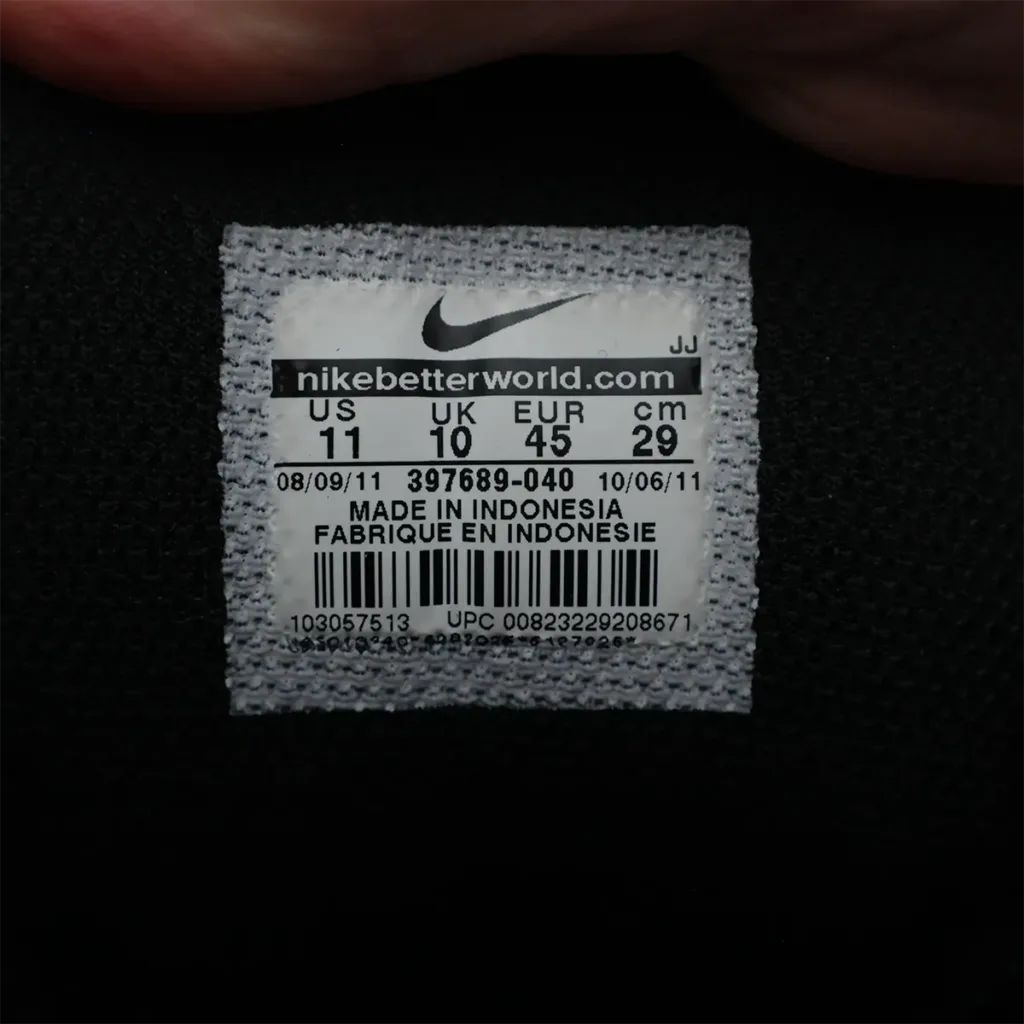 JJ
nikebetterworld.com
US UK EUR cm
11 10 45 29
08/09/11 397689-040 10/06/11
MADE IN INDONESIA
FABRIQUE EN INDONESIE
103057513 UPC 00823229208671